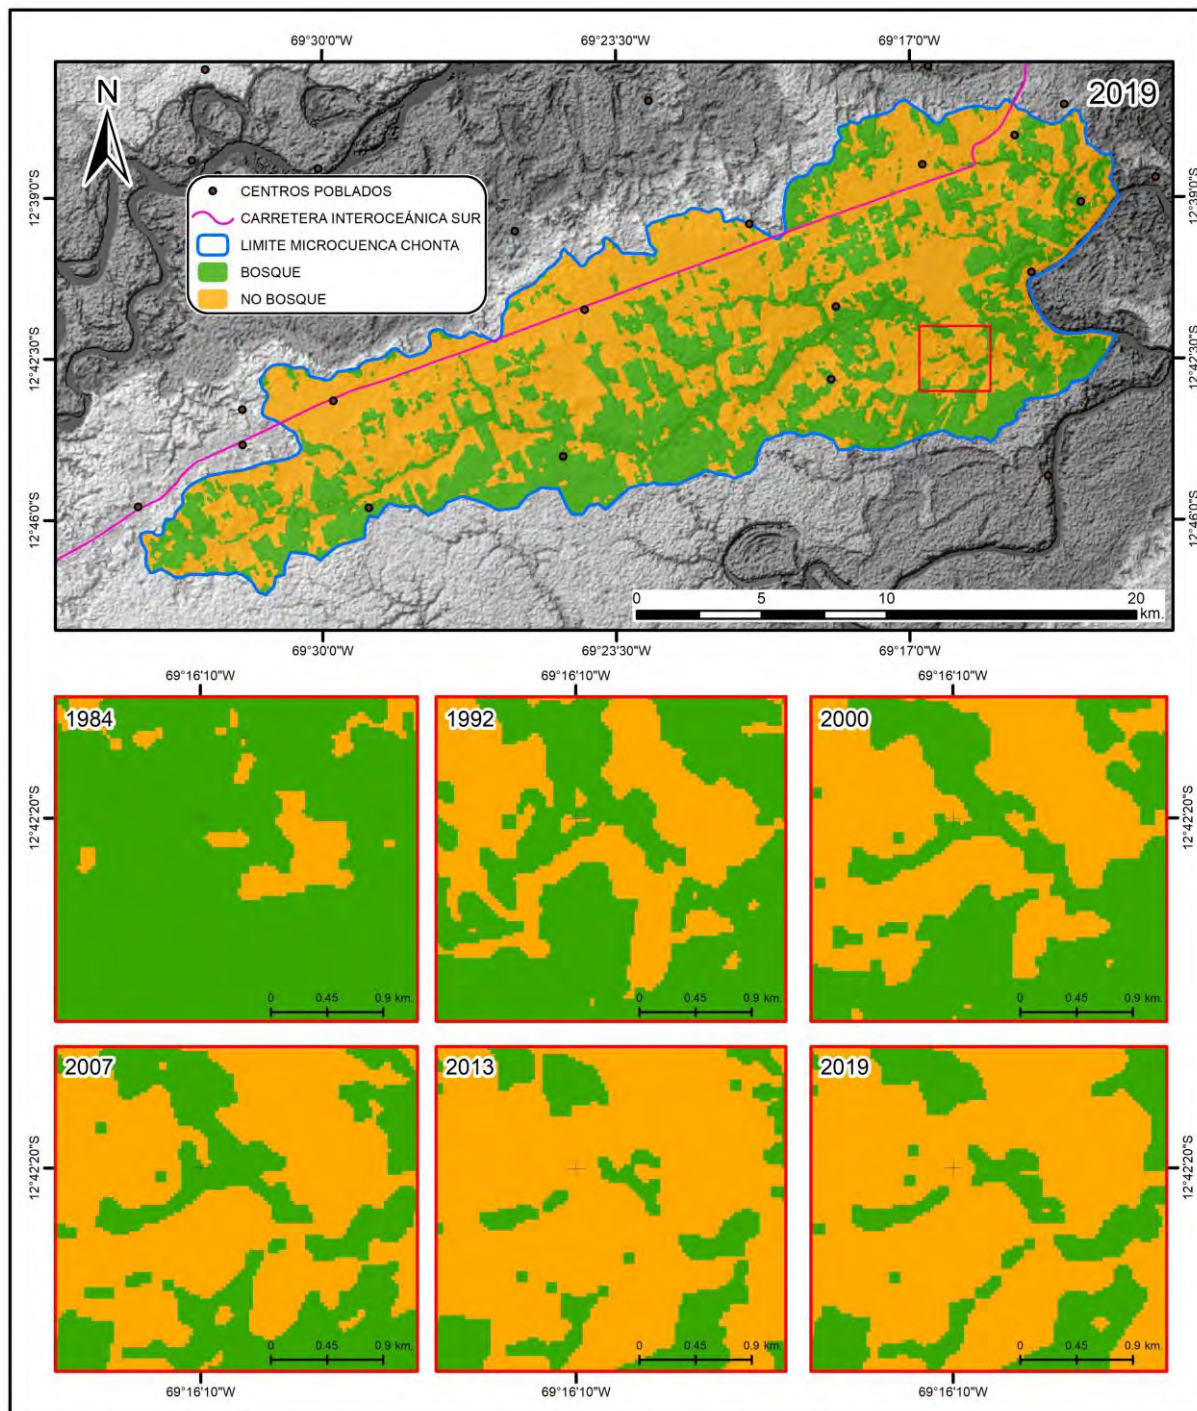 69°30'0"W 69°23'30"W 69°17'0"W
2019
N
CENTROS POBLADOS
CARRETERA INTEROCEÁNICA SUR
LIMITE MICROCUENCA CHONTA
BOSQUE
NO BOSQUE
12°39'0"S 12°39'0"S
12°42'30"S 12°42'30"S
12°46'0"S 12°46'0"S
0 5 10 20
km.
69°30'0"W 69°23'30"W 69°17'0"W
69°16'10"W 69°16'10"W 69°16'10"W
1984 1992 2000
12°42'20"S 12°42'20"S
0 0.45 0.9 km. 0 0.45 0.9 km. 0 0.45 0.9 km.
2007 2013 2019
12°42'20"S 12°42'20"S
0 0.45 0.9 km. 0 0.45 0.9 km. 0 0.45 0.9 km.
69°16'10"W 69°16'10"W 69°16'10"W